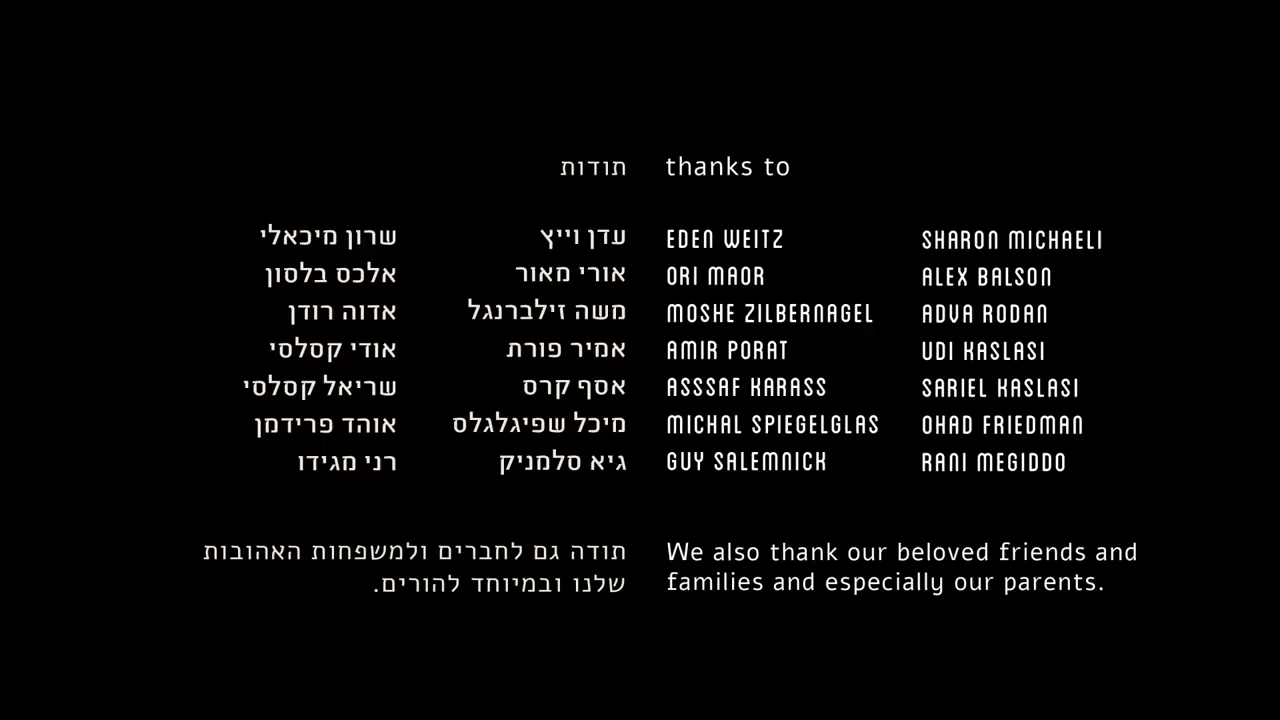 תודות thanks to
שרון מיכאלי עדן וייץ EDEN WEITZ SHARON MICHAELI
אלכס בלסון אורי מאור ORI MAOR ALEX BALSON
אדוה רודן משה זילברנגל MOSHE ZILBERNAGEL ADVA RODAN
אודי קסלסי אמיר פורת AMIR PORAT UDI KASLASI
שריאל קסלסי אסף קרס ASSSAF KARASS SARIEL KASLASI
אוהד פרידמן מיכל שפיגלגלס MICHAL SPIEGELGLAS OHAD FRIEDMAN
רני מגידו גיא סלמניק GUY SALEMNICK RANI MEGIDDO
תודה גם לחברים ולמשפחות האהובות We also thank our beloved friends and
שלנו ובמיוחד להורים. families and especially our parents.